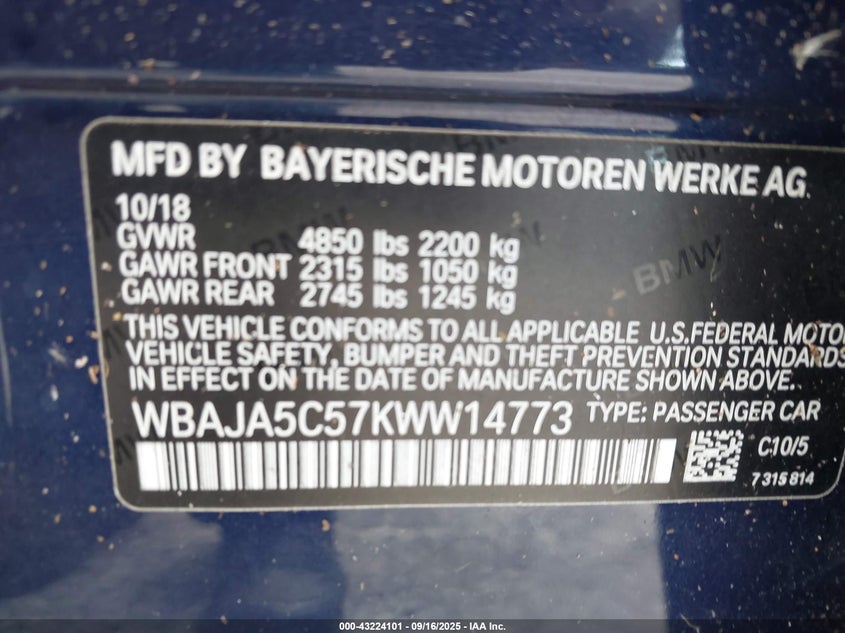 MFD BY BAYERISCHE MOTOREN WERKE AG
10/18
GVWR 4850 lbs 2200 kg
GAWR FRONT 2315 lbs 1050 kg
GAWR REAR 2745 lbs 1245 kg
THIS VEHICLE CONFORMS TO ALL APPLICABLE U.S.FEDERAL MOTO
VEHICLE SAFETY, BUMPER AND THEFT PREVENTION STANDARDS
IN EFFECT ON THE DATE OF MANUFACTURE SHOWN ABOVE.
WBAJA5C57KWW14773 TYPE: PASSENGER CAR
C10/5
7 315 814
BMW
000-43224101 - 09/16/2025 - IAA Inc.